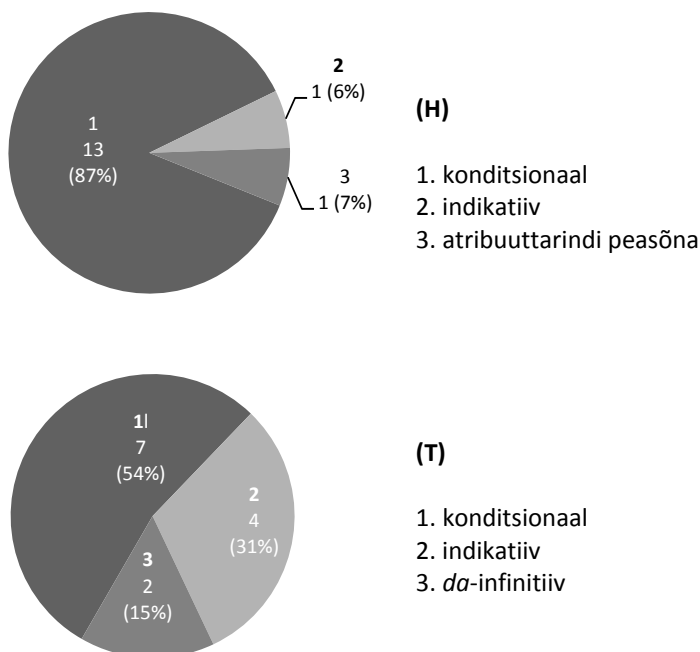 1
13
(87%)
2
1 (6%)
3
1 (7%)
(H)
1. konditsionaal
2. indikatiiv
3. atribuuttarindi peasõna
1l
7
(54%)
2
4
(31%)
3
2
(15%)
(T)
1. konditsionaal
2. indikatiiv
3. da-infinitiiv